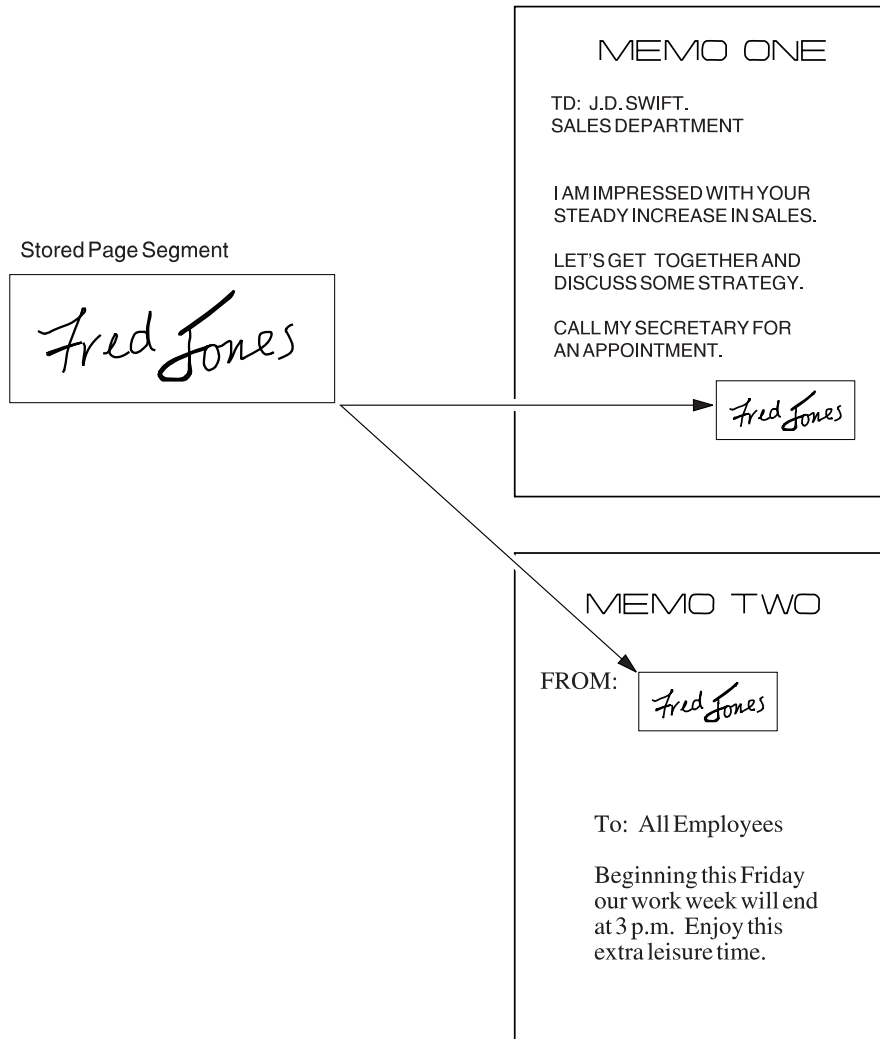 MEMO ONE
TD: J.D. SWIFT.
SALES DEPARTMENT
I AM IMPRESSED WITH YOUR
STEADY INCREASE IN SALES.
LET'S GET TOGETHER AND
DISCUSS SOME STRATEGY.
CALL MY SECRETARY FOR
AN APPOINTMENT.
Fred Jones
Stored Page Segment
Fred Jones
MEMO TWO
FROM: Fred Jones
To: All Employees
Beginning this Friday
our work week will end
at 3 p.m. Enjoy this
extra leisure time.